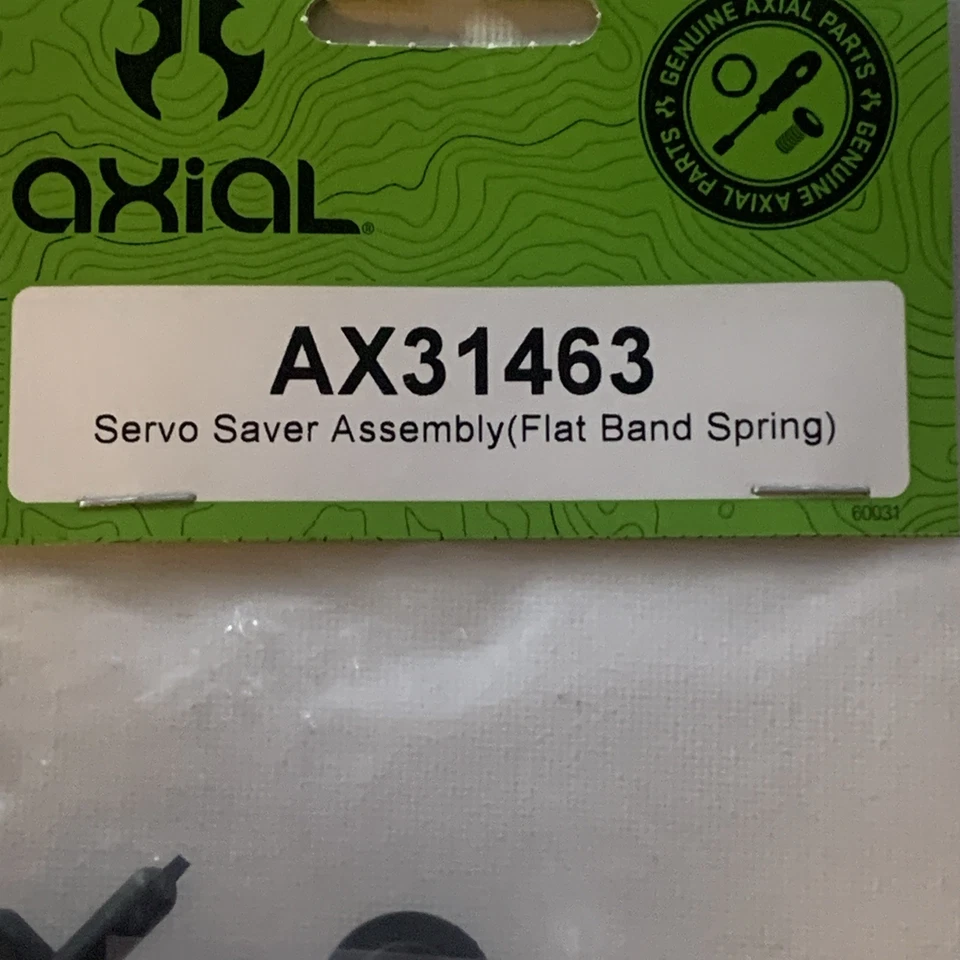 GENUINE AXIAL PARTS
GENUINE AXIAL PARTS
axial®
AX31463
Servo Saver Assembly(Flat Band Spring)
60031